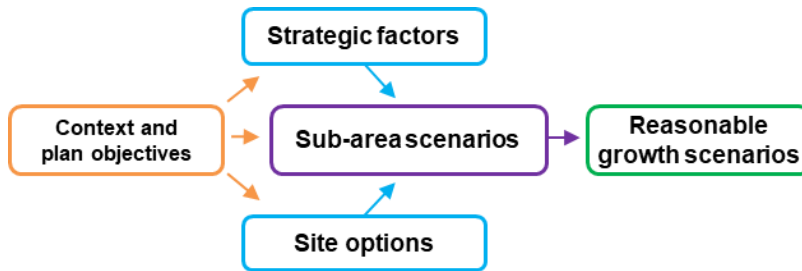 Strategic factors
Context and
plan objectives
Sub-area scenarios
Reasonable
growth scenarios
Site options